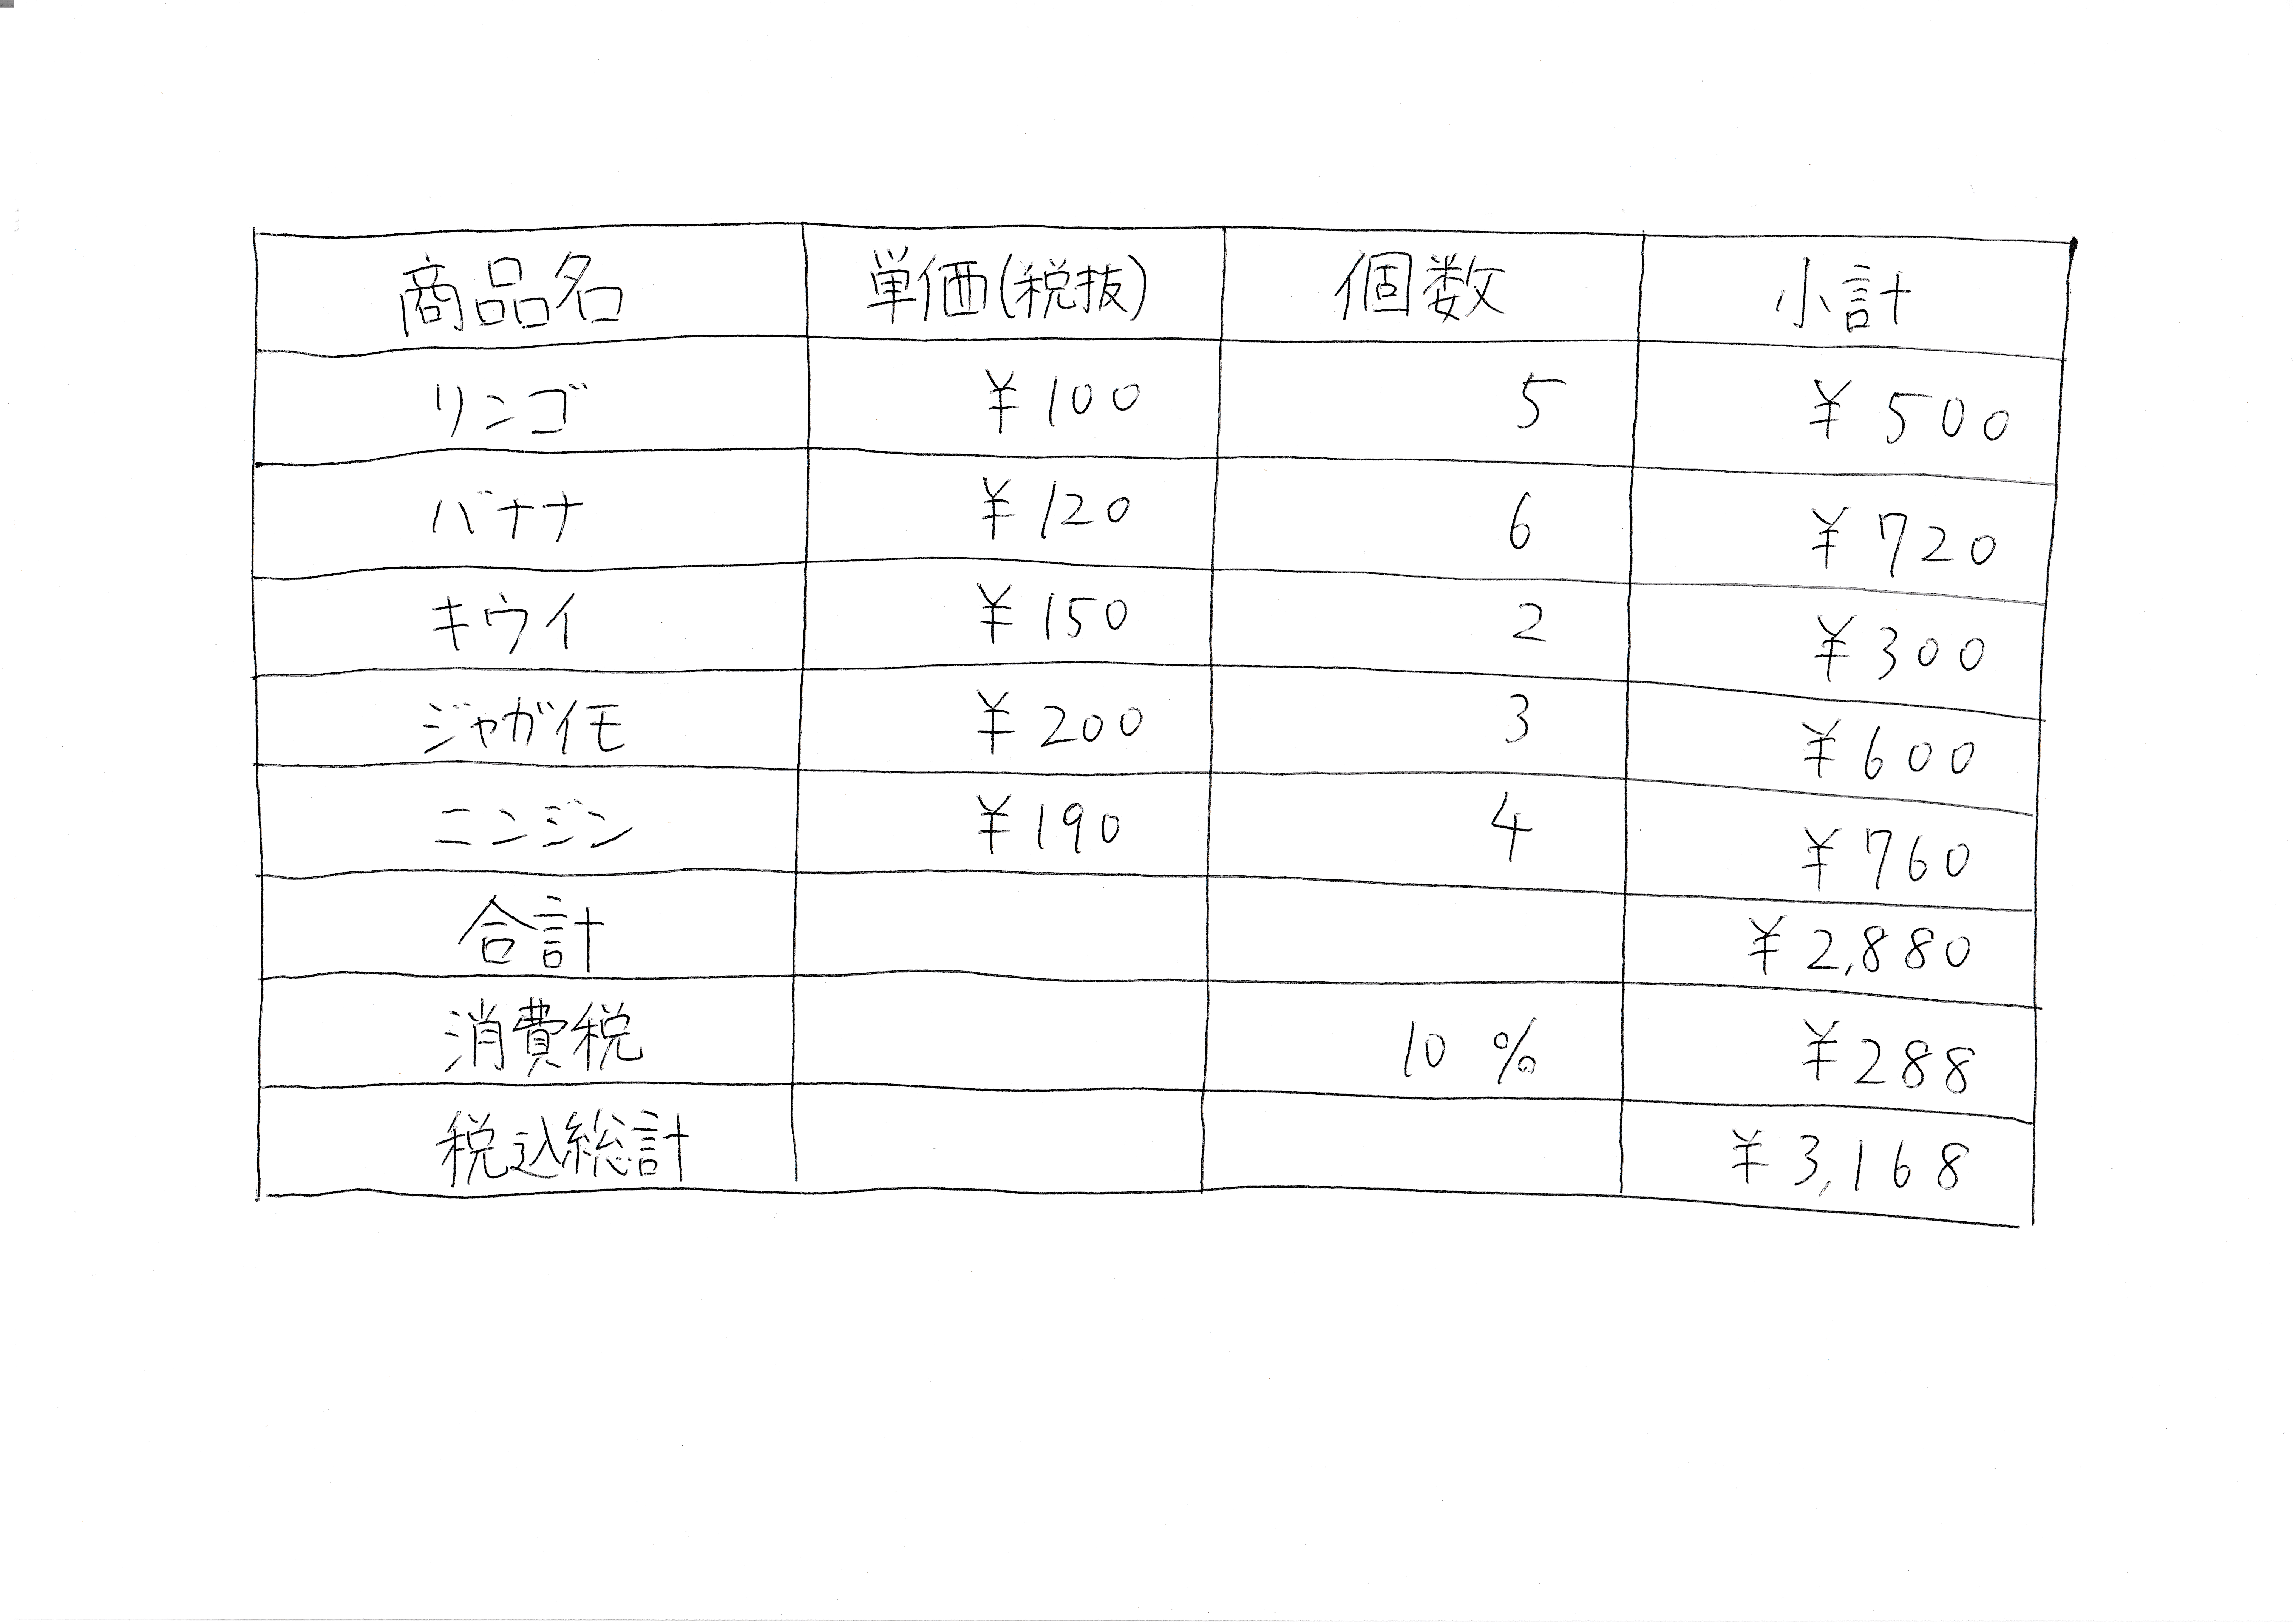 商品名 単価(税抜) 個数 小計
リンゴ ¥100 5 ¥500
バナナ ¥120 6 ¥720
キウイ ¥150 2 ¥300
ジャガイモ ¥200 3 ¥600
ニンジン ¥190 4 ¥760
合計 ¥2,880
消費税 10% ¥288
税込総計 ¥3,168